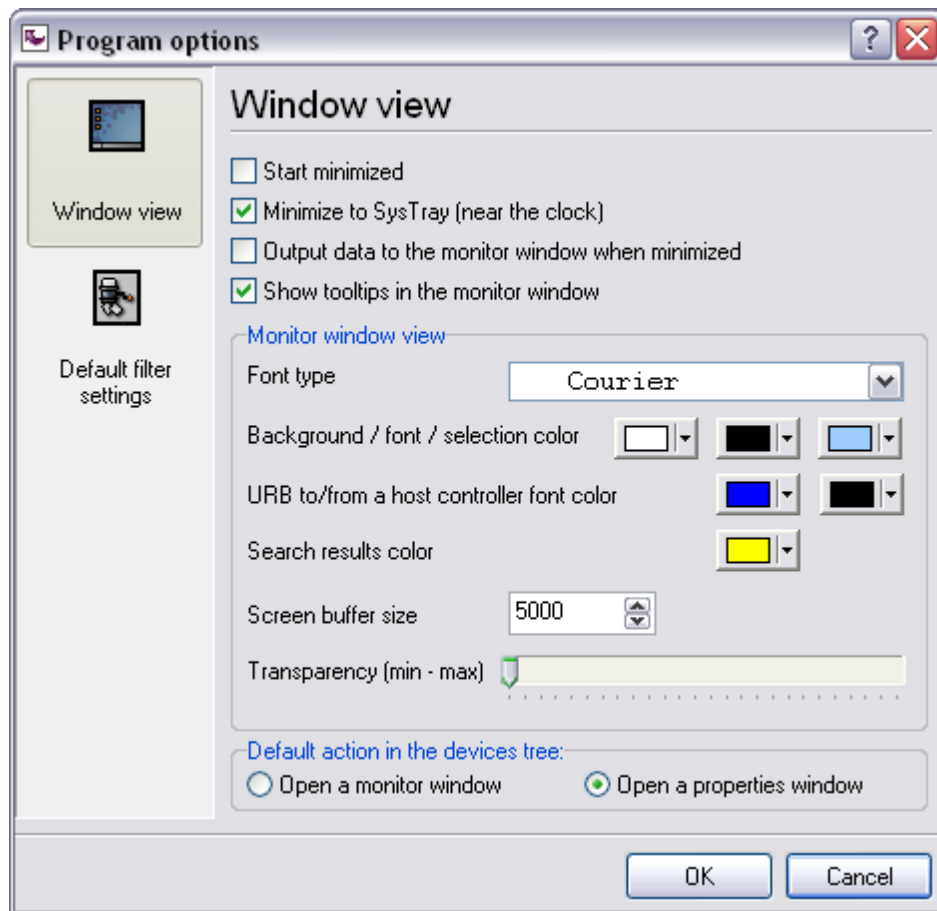 Program options
Window view
Window view
Default filter
settings
Start minimized
Minimize to SysTray (near the clock)
Output data to the monitor window when minimized
Show tooltips in the monitor window
Monitor window view
Font type Courier
Background / font / selection color
URB to/from a host controller font color
Search results color
Screen buffer size 5000
Transparency (min - max)
Default action in the devices tree:
Open a monitor window Open a properties window
OK Cancel